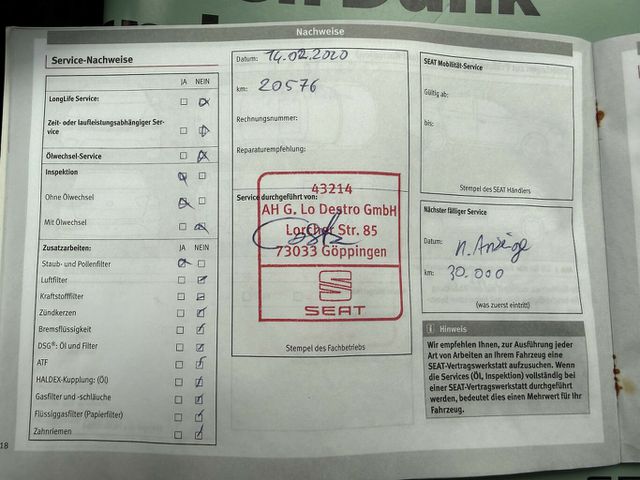 Nachweise
Service-Nachweise
JA NEIN
LongLife Service:
Zeit- oder laufleistungsabhängiger Ser-
vice
Ölwechsel-Service
Inspektion
Ohne Ölwechsel
Mit Ölwechsel
Zusatzarbeiten: JA NEIN
Staub- und Pollenfilter
Luftfilter
Kraftstofffilter
Zündkerzen
Bremsflüssigkeit
DSG®: Öl und Filter
ATF
HALDEX-Kupplung: (Öl)
Gasfilter und -schläuche
Flüssiggasfilter (Papierfilter)
Zahnriemen
18
Datum: 14.02.2020
km: 20576
Rechnungsnummer:
Reparaturempfehlung:
Service durchgeführt von:
43214
AH G. Lo Destro GmbH
Lorcher Str. 85
73033 Göppingen
SEAT
Stempel des Fachbetriebs
SEAT Mobilität-Service
Gültig ab:
bis:
Stempel des SEAT Händlers
Nächster fälliger Service
Datum: n. Anzeige
km: 30.000
(was zuerst eintritt)
i Hinweis
Wir empfehlen Ihnen, zur Ausführung jeder
Art von Arbeiten an Ihrem Fahrzeug eine
SEAT-Vertragswerkstatt aufzusuchen. Wenn
die Services (Öl, Inspektion) vollständig bei
einer SEAT-Vertragswerkstatt durchgeführt
werden, bedeutet dies einen Mehrwert für Ihr
Fahrzeug.